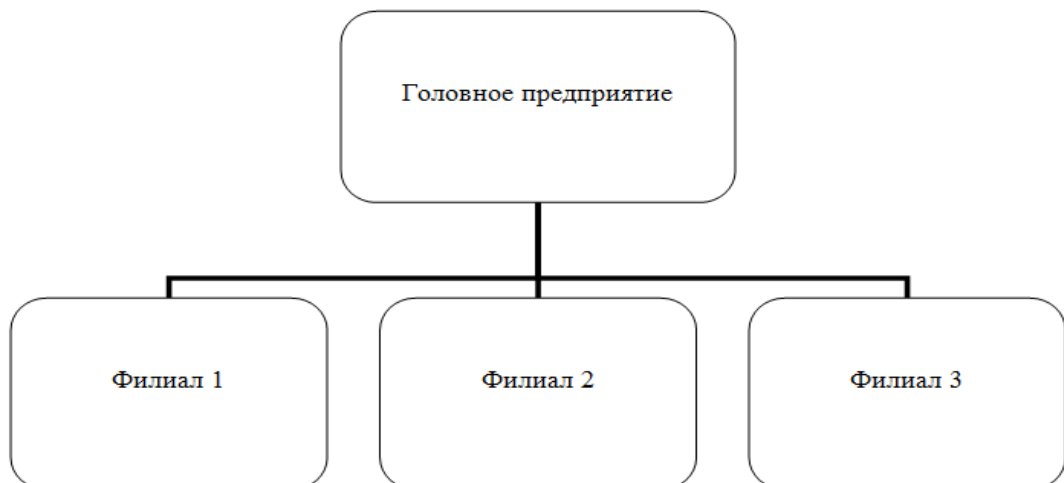 Головное предприятие
Филиал 1
Филиал 2
Филиал 3